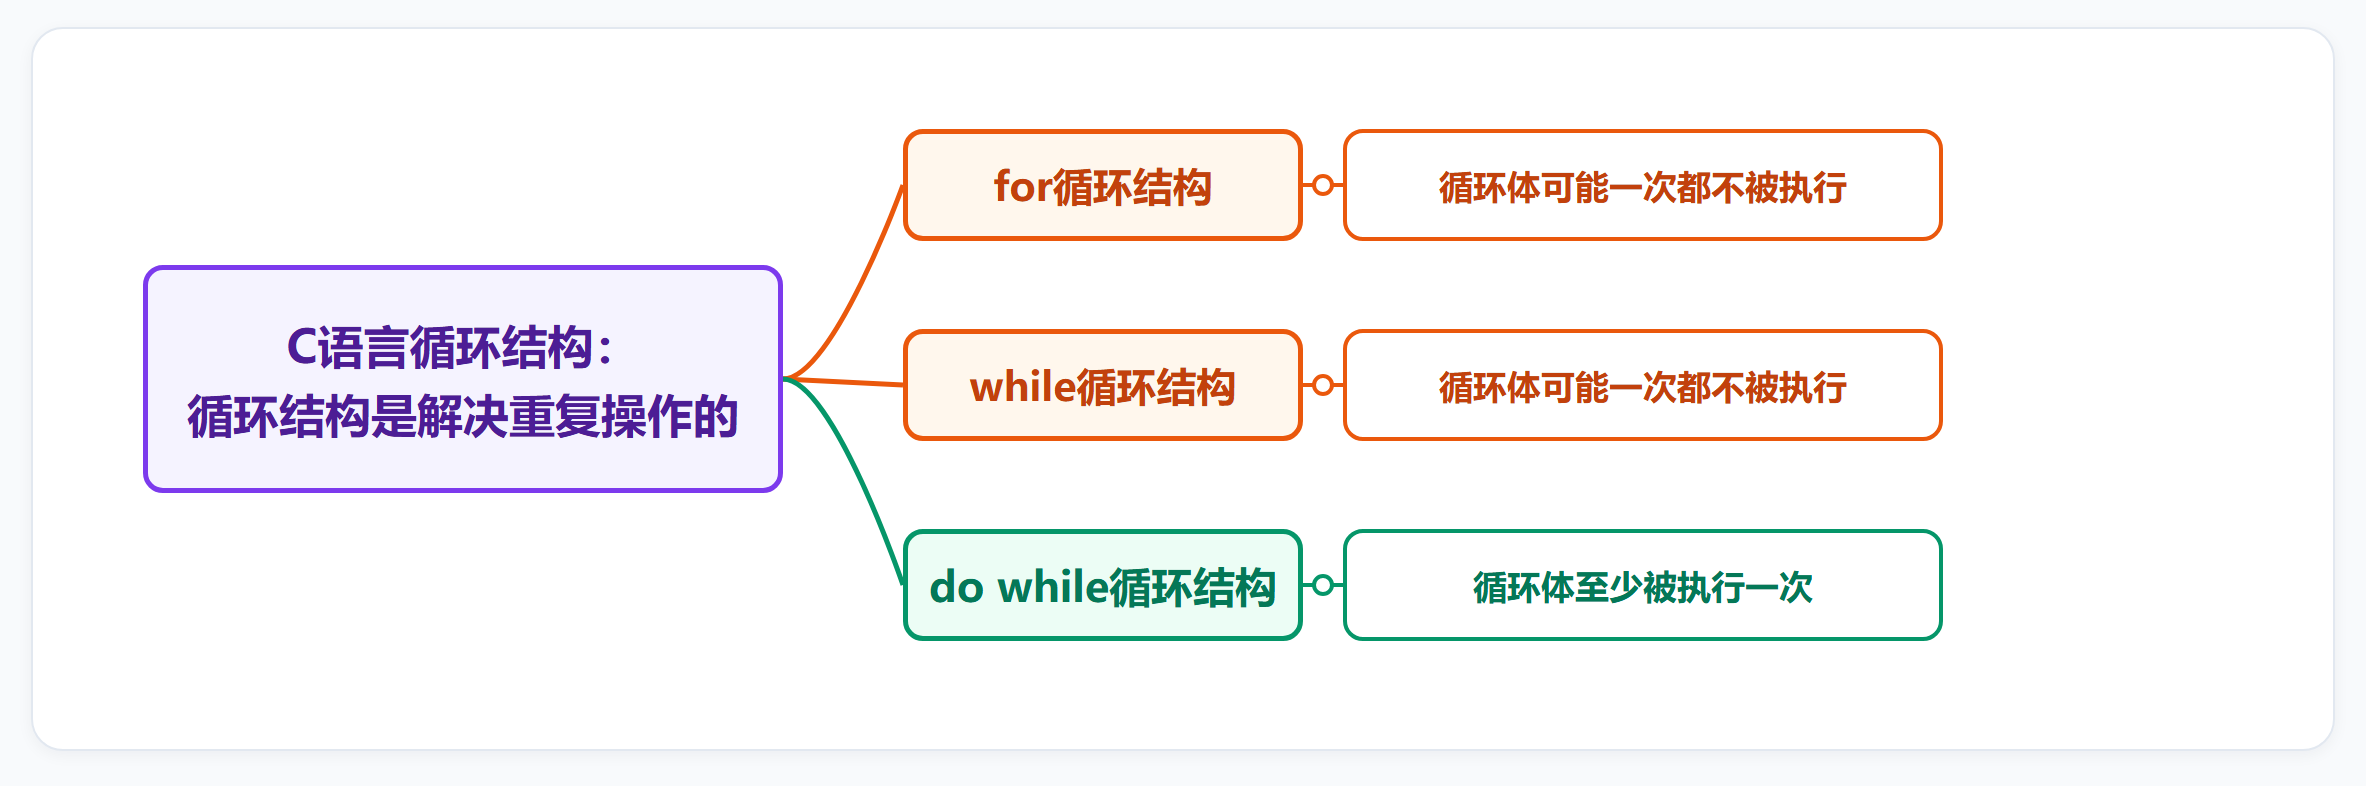 C语言循环结构：
循环结构是解决重复操作的
for循环结构
循环体可能一次都不被执行
while循环结构
循环体可能一次都不被执行
do while循环结构
循环体至少被执行一次